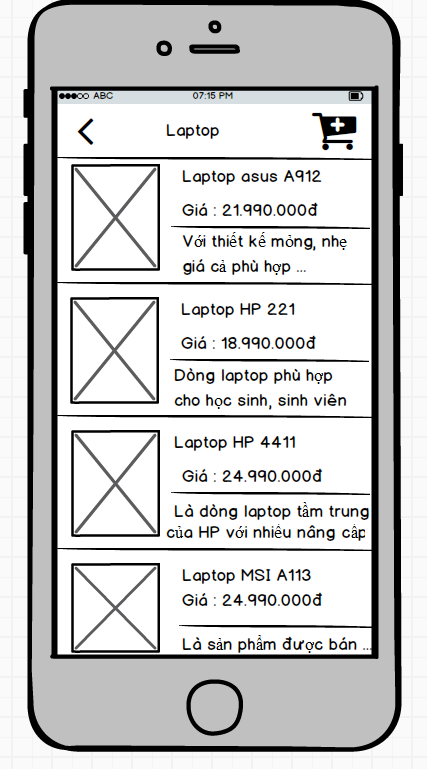 ABC 07:15 PM
Laptop
Laptop asus A912
Giá : 21.990.000đ
Với thiết kế mỏng, nhẹ
giá cả phù hợp ...
Laptop HP 221
Giá : 18.990.000đ
Dòng laptop phù hợp
cho học sinh, sinh viên
Laptop HP 4411
Giá : 24.990.000đ
Là dòng laptop tầm trung
của HP với nhiều nâng cấp
Laptop MSI A113
Giá : 24.990.000đ
Là sản phẩm được bán ...